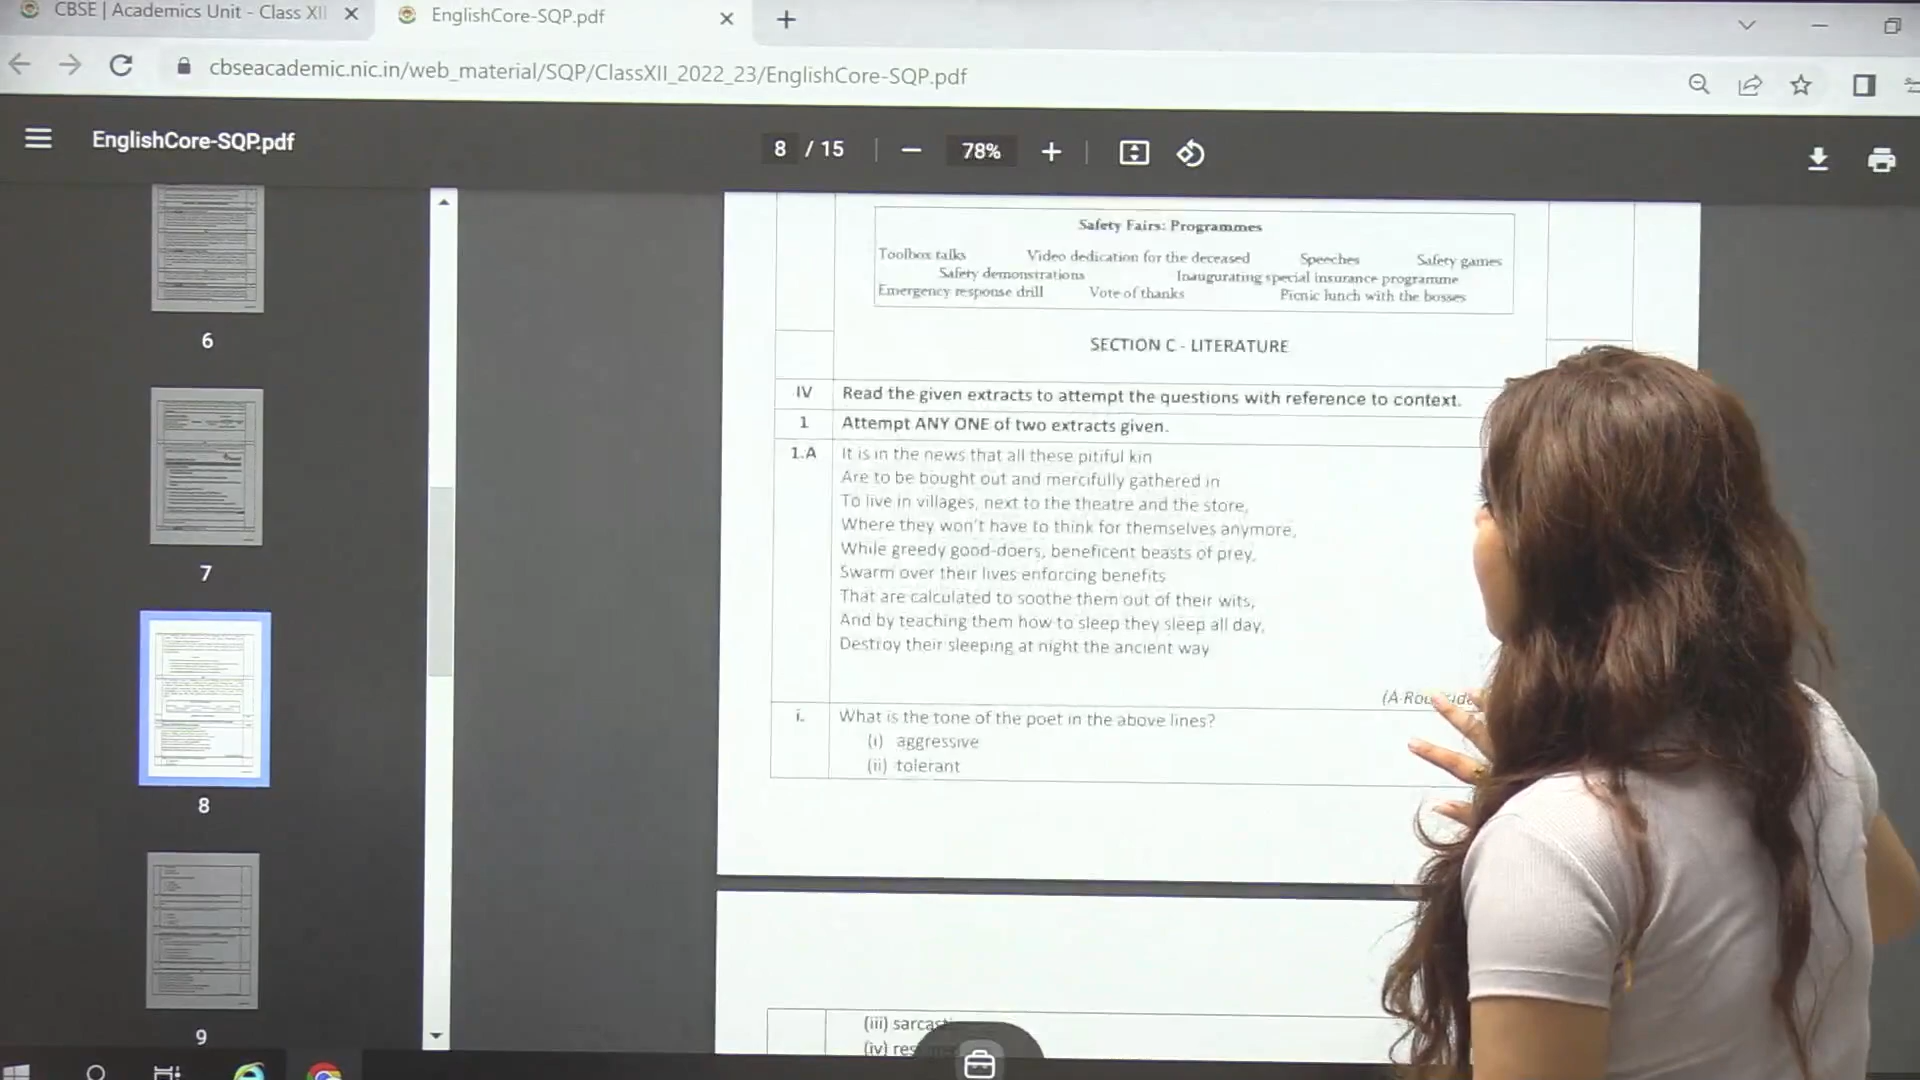 CBSE | Academics Unit - Class XII
EnglishCore-SQP.pdf
cbseacademic.nic.in/web_material/SQP/ClassXII_2022_23/EnglishCore-SQP.pdf
EnglishCore-SQP.pdf
8 / 15
78%
6
7
8
9
Safety Fairs: Programmes
Toolbox talks Video dedication for the deceased Speeches Safety games
Safety demonstrations Inaugurating special insurance programme
Emergency response drill Vote of thanks Picnic lunch with the bosses
SECTION C - LITERATURE
IV Read the given extracts to attempt the questions with reference to context.
1 Attempt ANY ONE of two extracts given.
1.A It is in the news that all these pitiful kin
Are to be bought out and mercifully gathered in
To live in villages, next to the theatre and the store,
Where they won't have to think for themselves anymore,
While greedy good-doers, beneficent beasts of prey,
Swarm over their lives enforcing benefits
That are calculated to soothe them out of their wits,
And by teaching them how to sleep they sleep all day,
Destroy their sleeping at night the ancient way
(A
i. What is the tone of the poet in the above lines?
(i) aggressive
(ii) tolerant
(iii)
(iv)